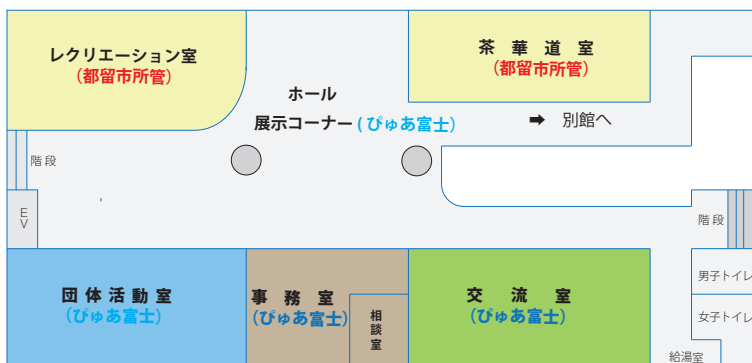 レクリエーション室
(都留市所管)
茶華道室
(都留市所管)
ホール
展示コーナー(ぴゅあ富士)
➡ 別館へ
階段
EV
階段
団体活動室
(ぴゅあ富士)
事務室
(ぴゅあ富士)
相談室
交流室
(ぴゅあ富士)
男子トイレ
女子トイレ
給湯室